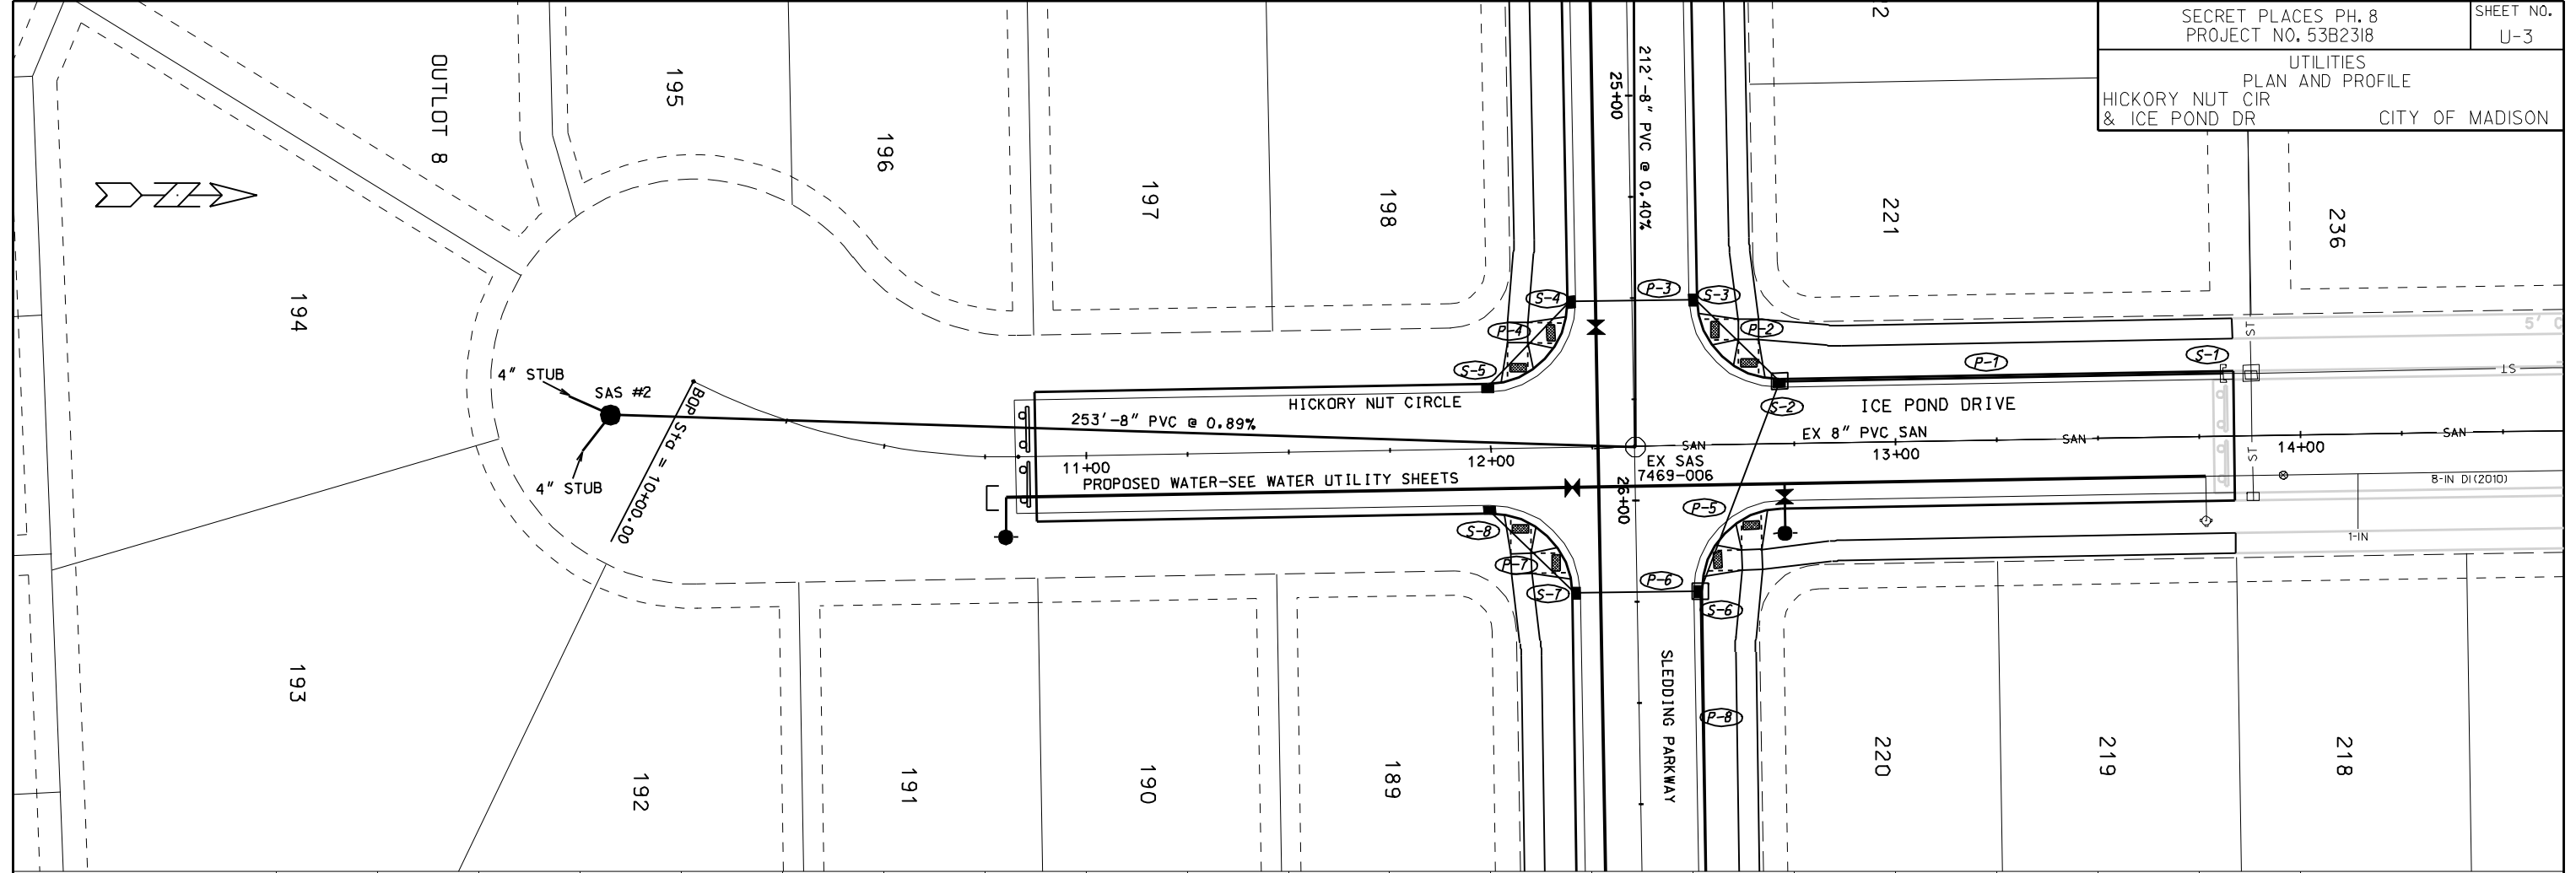 SECRET PLACES PH. 8
PROJECT NO. 53B2318
SHEET NO.
U-3
UTILITIES
PLAN AND PROFILE
HICKORY NUT CIR
& ICE POND DR
CITY OF MADISON
OUTLOT 8
195
196
197
198
221
236
194
193
192
191
190
189
220
219
218
212'-8" PVC @ 0.40%
25+00
26+00
N
S-4
P-3
S-3
P-4
P-2
S-5
P-1
S-1
S-2
ST
ST
ST
5' C
4" STUB
SAS #2
4" STUB
BOP Sta = 10+00.00
HICKORY NUT CIRCLE
253'-8" PVC @ 0.89%
11+00
12+00
13+00
14+00
PROPOSED WATER-SEE WATER UTILITY SHEETS
ICE POND DRIVE
EX 8" PVC SAN
SAN
SAN
SAN
EX SAS
7469-006
8-IN DI (2010)
1-IN
P-5
S-8
P-7
S-7
P-6
S-6
P-8
SLEDDING PARKWAY